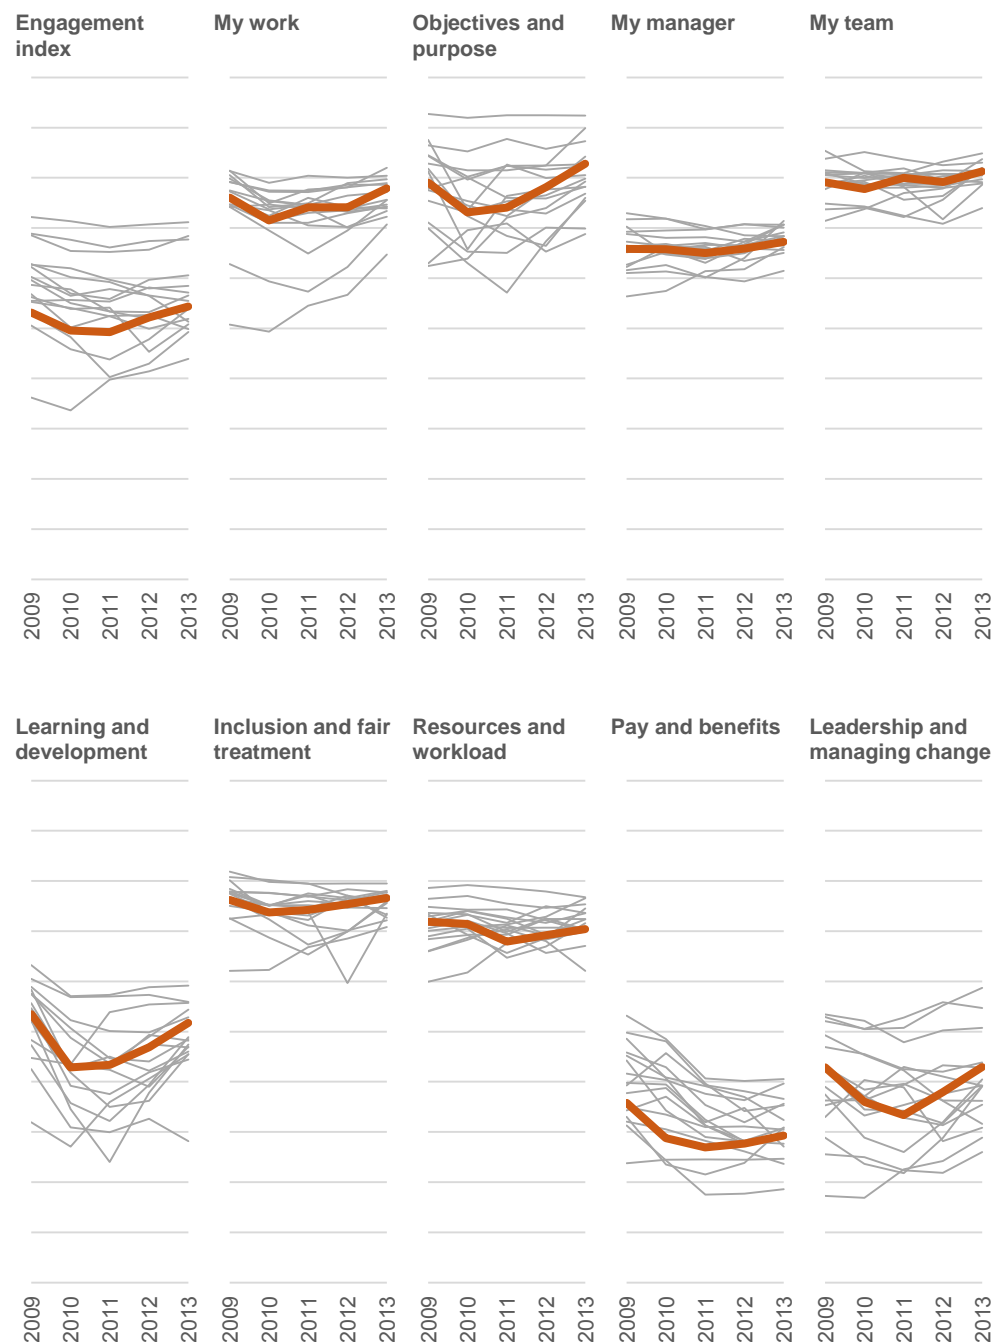 Engagement
index
My work
Objectives and
purpose
My manager
My team
2009 2010 2011 2012 2013
2009 2010 2011 2012 2013
2009 2010 2011 2012 2013
2009 2010 2011 2012 2013
2009 2010 2011 2012 2013
Learning and
development
Inclusion and fair
treatment
Resources and
workload
Pay and benefits
Leadership and
managing change
2009 2010 2011 2012 2013
2009 2010 2011 2012 2013
2009 2010 2011 2012 2013
2009 2010 2011 2012 2013
2009 2010 2011 2012 2013